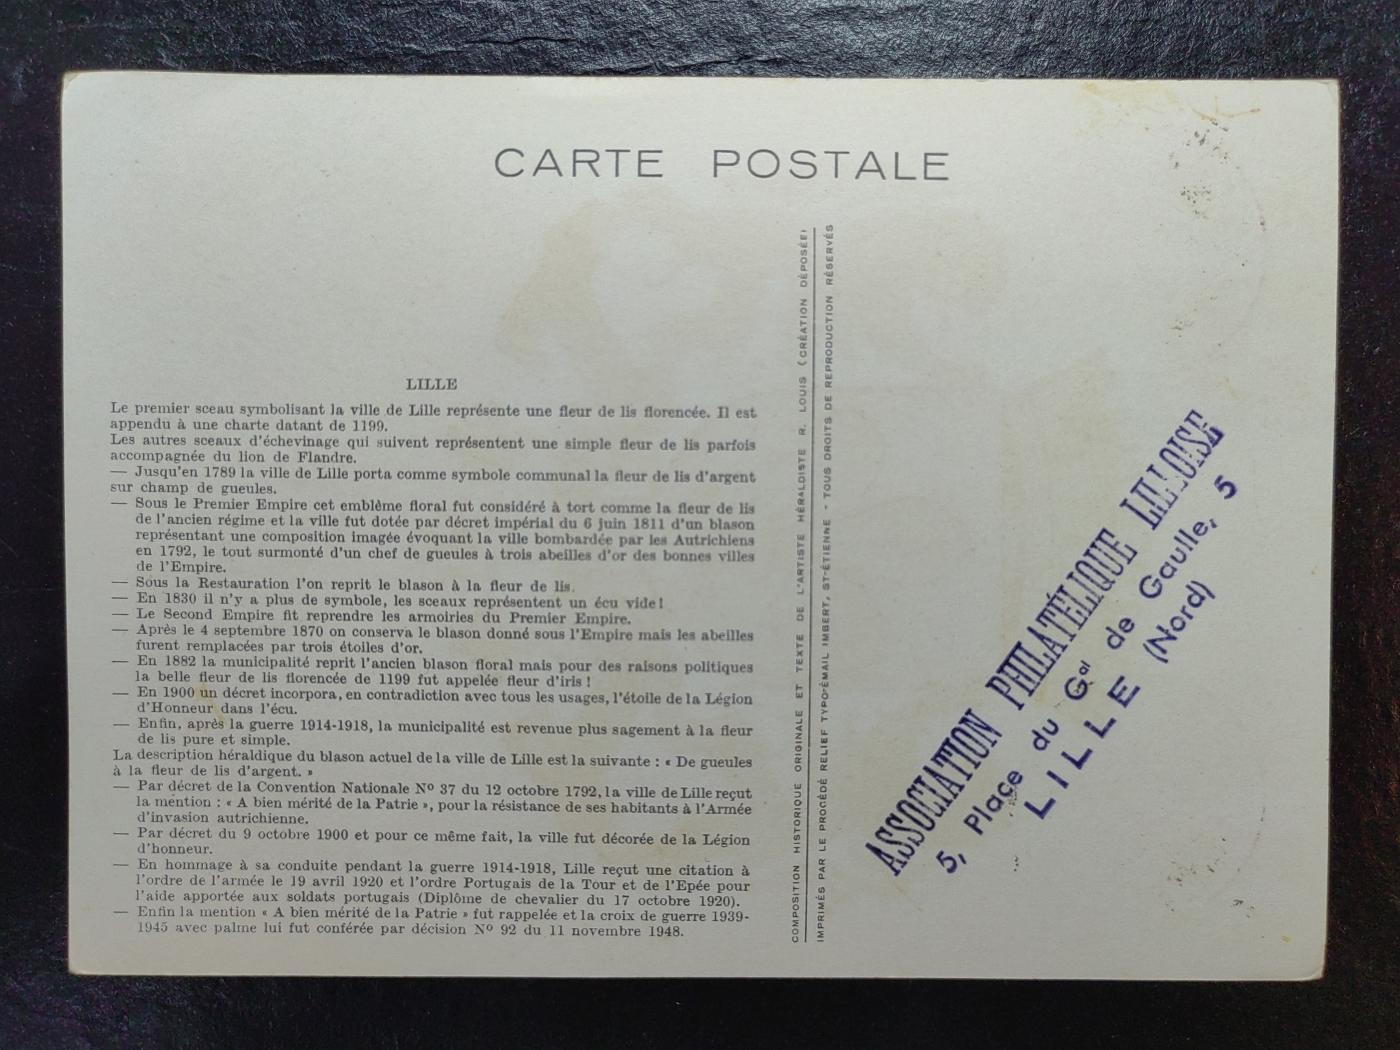 CARTE POSTALE
LILLE
Le premier sceau symbolisant la ville de Lille représente une fleur de lis florencée. Il est
appendu à une charte datant de 1199.
Les autres sceaux d'échevinage qui suivent représentent une simple fleur de lis parfois
accompagnée du lion de Flandre.
— Jusqu'en 1789 la ville de Lille porta comme symbole communal la fleur de lis d'argent
sur champ de gueules.
— Sous le Premier Empire cet emblème floral fut considéré à tort comme la fleur de lis
de l'ancien régime et la ville fut dotée par décret impérial du 6 juin 1811 d'un blason
représentant une composition imagée évoquant la ville bombardée par les Autrichiens
en 1792, le tout surmonté d'un chef de gueules à trois abeilles d'or des bonnes villes
de l'Empire.
— Sous la Restauration l'on reprit le blason à la fleur de lis.
— En 1830 il n'y a plus de symbole, les sceaux représentent un écu vide !
— Le Second Empire fit reprendre les armoiries du Premier Empire.
— Après le 4 septembre 1870 on conserva le blason donné sous l'Empire mais les abeilles
furent remplacées par trois étoiles d'or.
— En 1882 la municipalité reprit l'ancien blason floral mais pour des raisons politiques
la belle fleur de lis florencée de 1199 fut appelée fleur d'iris !
— En 1900 un décret incorpora, en contradiction avec tous les usages, l'étoile de la Légion
d'Honneur dans l'écu.
— Enfin, après la guerre 1914-1918, la municipalité est revenue plus sagement à la fleur
de lis pure et simple.
La description héraldique du blason actuel de la ville de Lille est la suivante : « De gueules
à la fleur de lis d'argent. »
— Par décret de la Convention Nationale Nº 37 du 12 octobre 1792, la ville de Lille reçut
la mention : « A bien mérité de la Patrie », pour la résistance de ses habitants à l'Armée
d'invasion autrichienne.
— Par décret du 9 octobre 1900 et pour ce même fait, la ville fut décorée de la Légion
d'honneur.
— En hommage à sa conduite pendant la guerre 1914-1918, Lille reçut une citation à
l'ordre de l'armée le 19 avril 1920 et l'ordre Portugais de la Tour et de l'Epée pour
l'aide apportée aux soldats portugais (Diplôme de chevalier du 17 octobre 1920).
— Enfin la mention « A bien mérité de la Patrie » fut rappelée et la croix de guerre 1939-
1945 avec palme lui fut conférée par décision Nº 92 du 11 novembre 1948.
COMPOSITION HISTORIQUE ORIGINALE ET TEXTE DE L'ARTISTE HÉRALDISTE R. LOUIS (CRÉATION DÉPOSÉE)
IMPRIMÉS PAR LE PROCÉDÉ RELIEF TYPO-ÉMAIL IMBERT, ST-ÉTIENNE - TOUS DROITS DE REPRODUCTION RÉSERVÉS
ASSOCIATION PHILATÉLIQUE LILLOISE
5, Place du Gal de Gaulle, 5
LILLE (Nord)